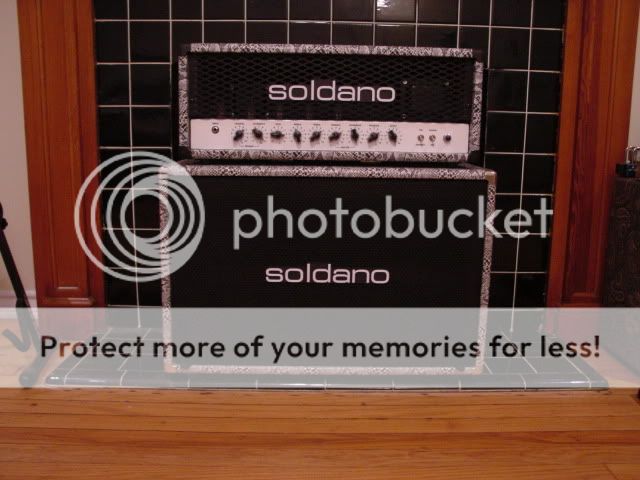 soldano
photobucket
soldano
Protect more of your memories for less!